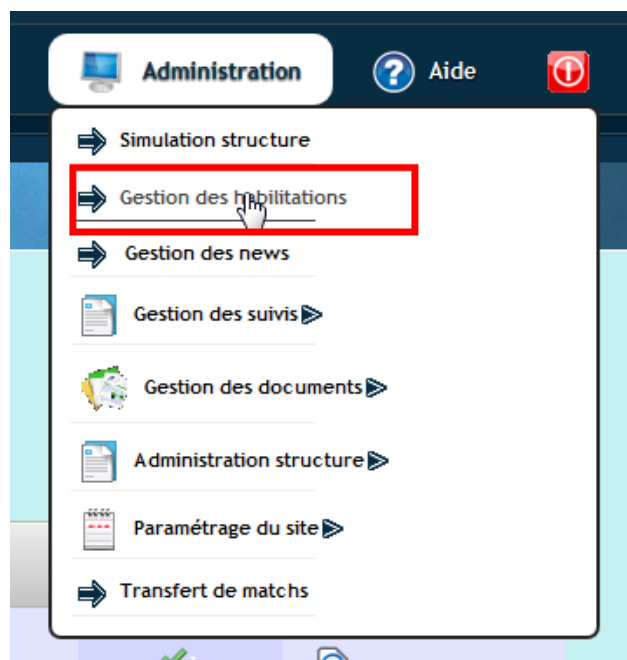 Administration
Aide
Simulation structure
Gestion des habilitations
Gestion des news
Gestion des suivis
Gestion des documents
Administration structure
Paramétrage du site
Transfert de matchs